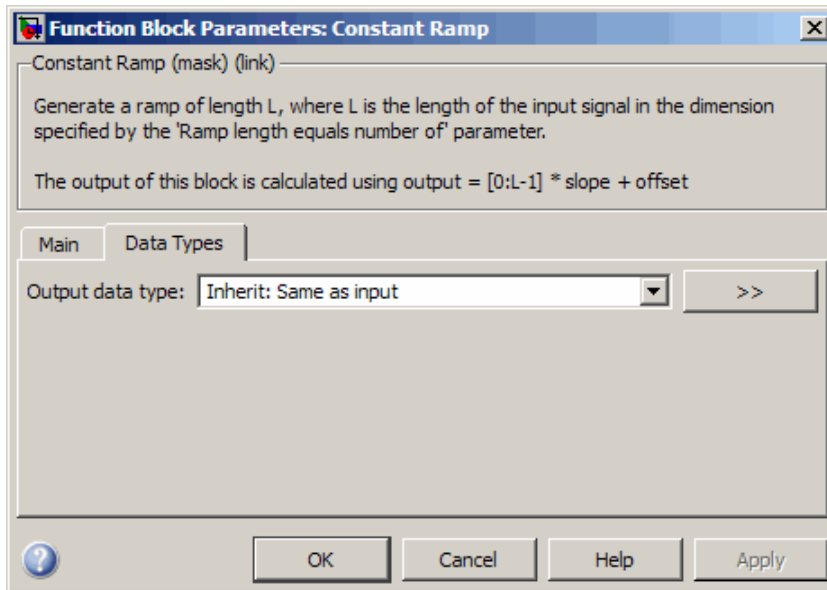 Function Block Parameters: Constant Ramp
Constant Ramp (mask) (link)
Generate a ramp of length L, where L is the length of the input signal in the dimension
specified by the 'Ramp length equals number of' parameter.
The output of this block is calculated using output = [0:L-1] * slope + offset
Main Data Types
Output data type: Inherit: Same as input >>
OK Cancel Help Apply